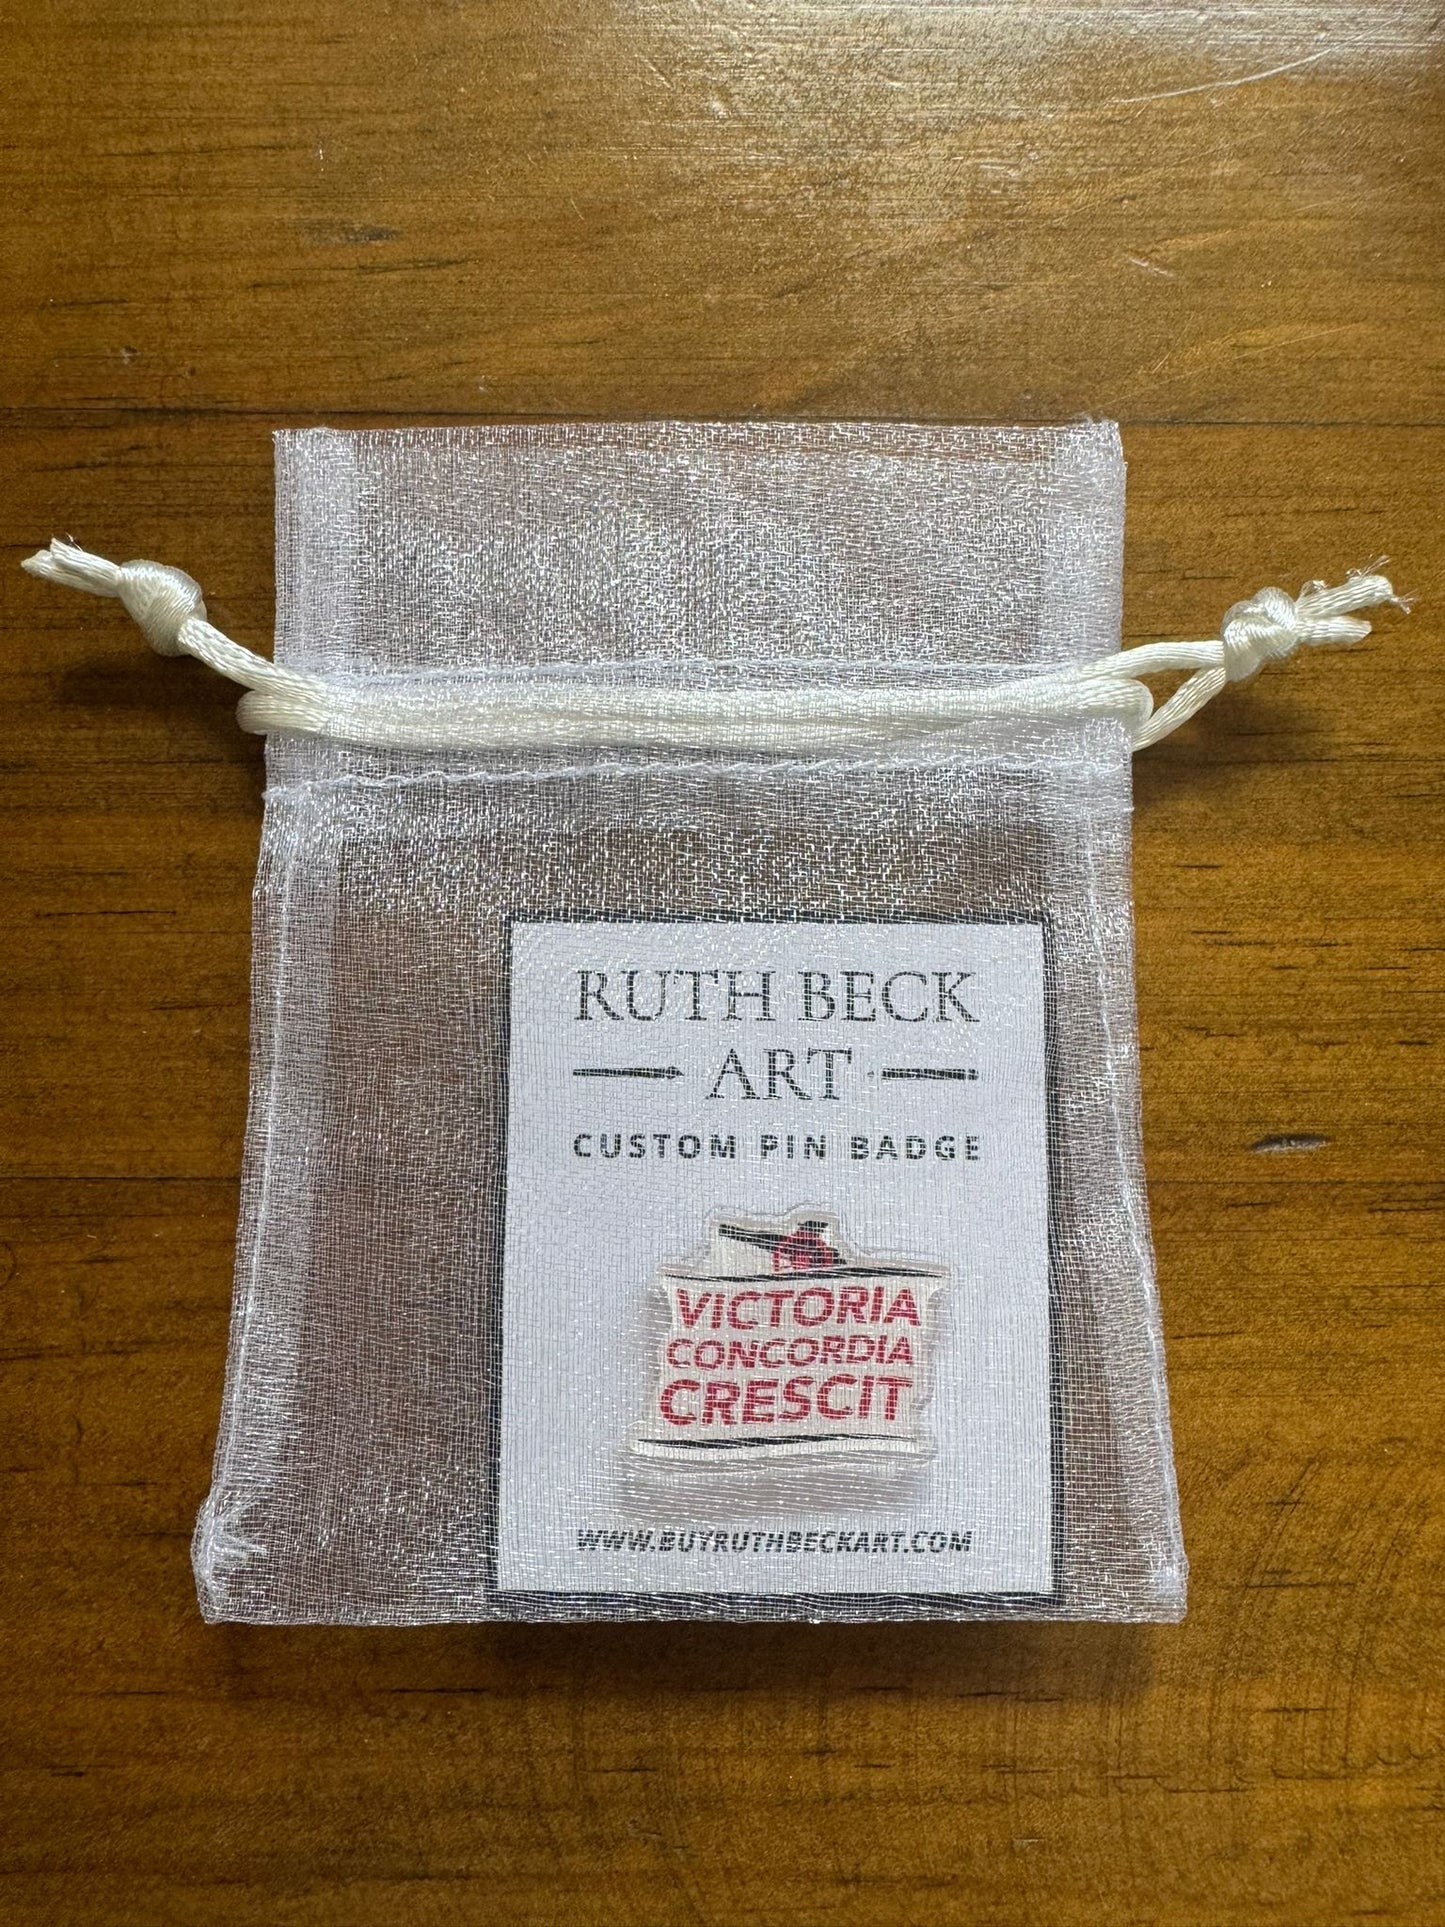 RUTH BECK
ART
CUSTOM PIN BADGE
VICTORIA
CONCORDIA
CRESCIT
WWW.BUYRUTHBECKART.COM